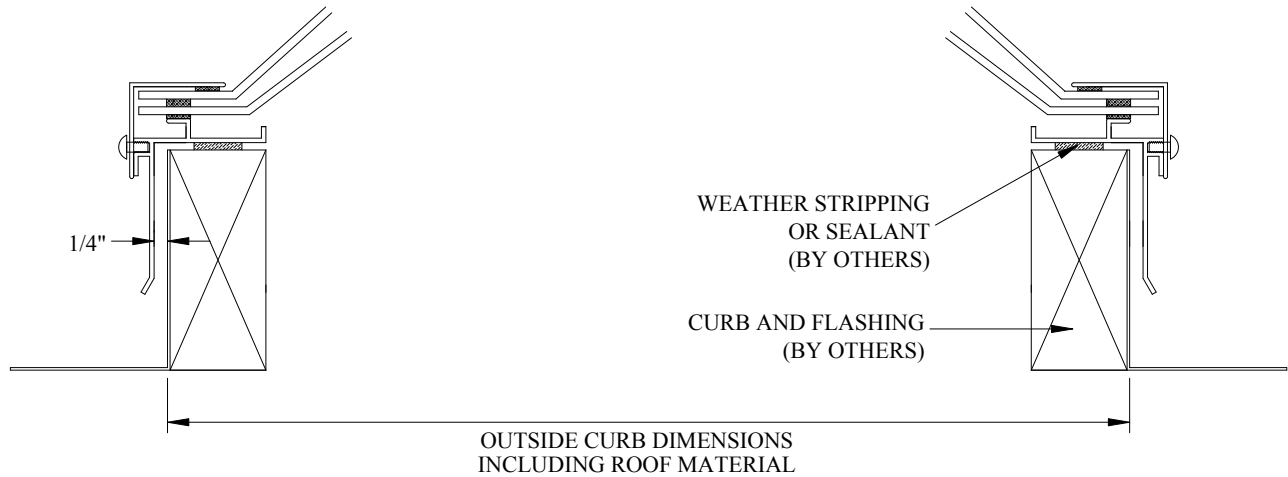 WEATHER STRIPPING
OR SEALANT
(BY OTHERS)
1/4"
CURB AND FLASHING
(BY OTHERS)
OUTSIDE CURB DIMENSIONS
INCLUDING ROOF MATERIAL